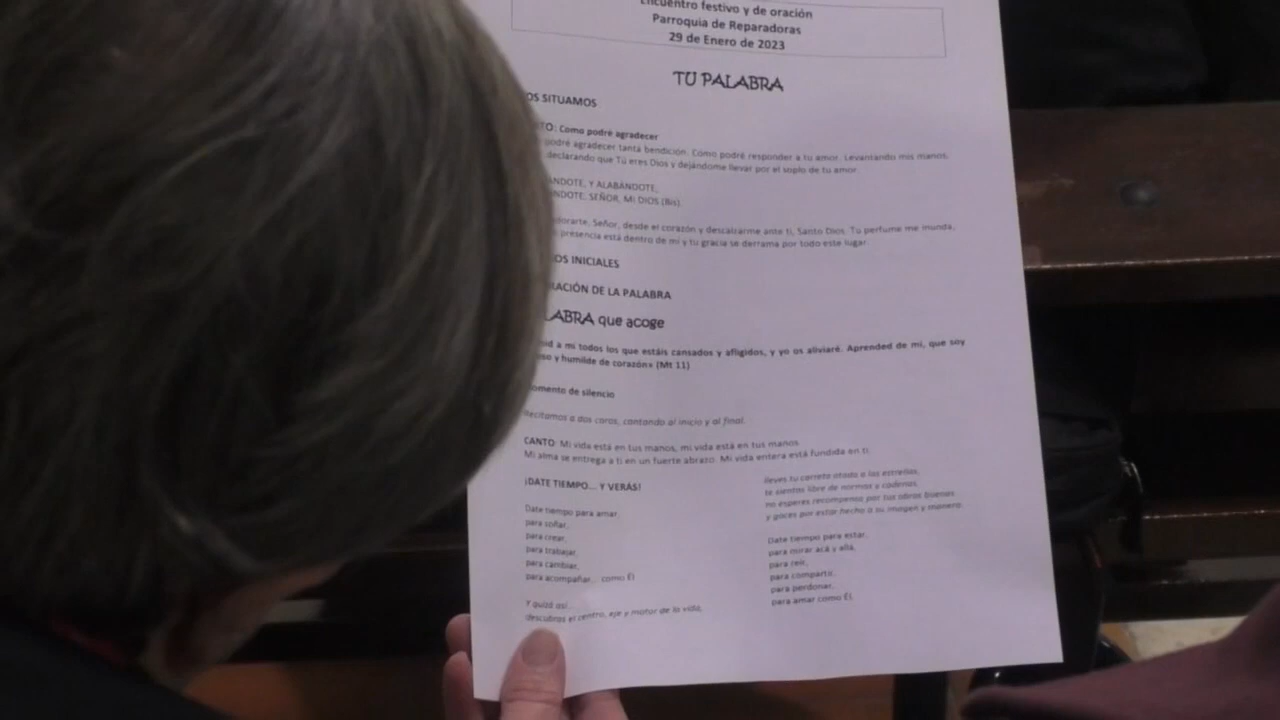 Encuentro festivo y de oración
Parroquia de Reparadoras
29 de Enero de 2023
TU PALABRA
OS SITUAMOS
TO: Como podré agradecer
podré agradecer tanta bendición. Cómo podré responder a tu amor. Levantando mis manos,
declarando que Tú eres Dios y dejándome llevar por el soplo de tu amor.
ÁNDOTE, Y ALABÁNDOTE,
NDOTE, SEÑOR, MI DIOS (Bis).
dorarte, Señor, desde el corazón y descalzarme ante ti, Santo Dios. Tu perfume me inunda,
presencia está dentro de mí y tu gracia se derrama por todo este lugar.
OS INICIALES
ACIÓN DE LA PALABRA
LABRA que acoge
id a mí todos los que estáis cansados y afligidos, y yo os aliviaré. Aprended de mí, que soy
so y humilde de corazón» (Mt 11)
omento de silencio
Recitamos a dos coros, cantando al inicio y al final.
CANTO: Mi vida está en tus manos, mi vida está en tus manos.
Mi alma se entrega a ti en un fuerte abrazo. Mi vida entera está fundida en ti.
¡DATE TIEMPO... Y VERÁS!
Date tiempo para amar,
para soñar,
para crear,
para trabajar,
para cambiar,
para acompañar... como Él
Y quizá así...
descubras el centro, eje y motor de la vida,
lleves tu carreta atada a las estrellas,
te sientas libre de normas y cadenas,
no esperes recompensa por tus obras buenas
y goces por estar hecho a su imagen y manera.
Date tiempo para estar,
para mirar acá y allá,
para reír,
para compartir,
para perdonar,
para amar como Él.